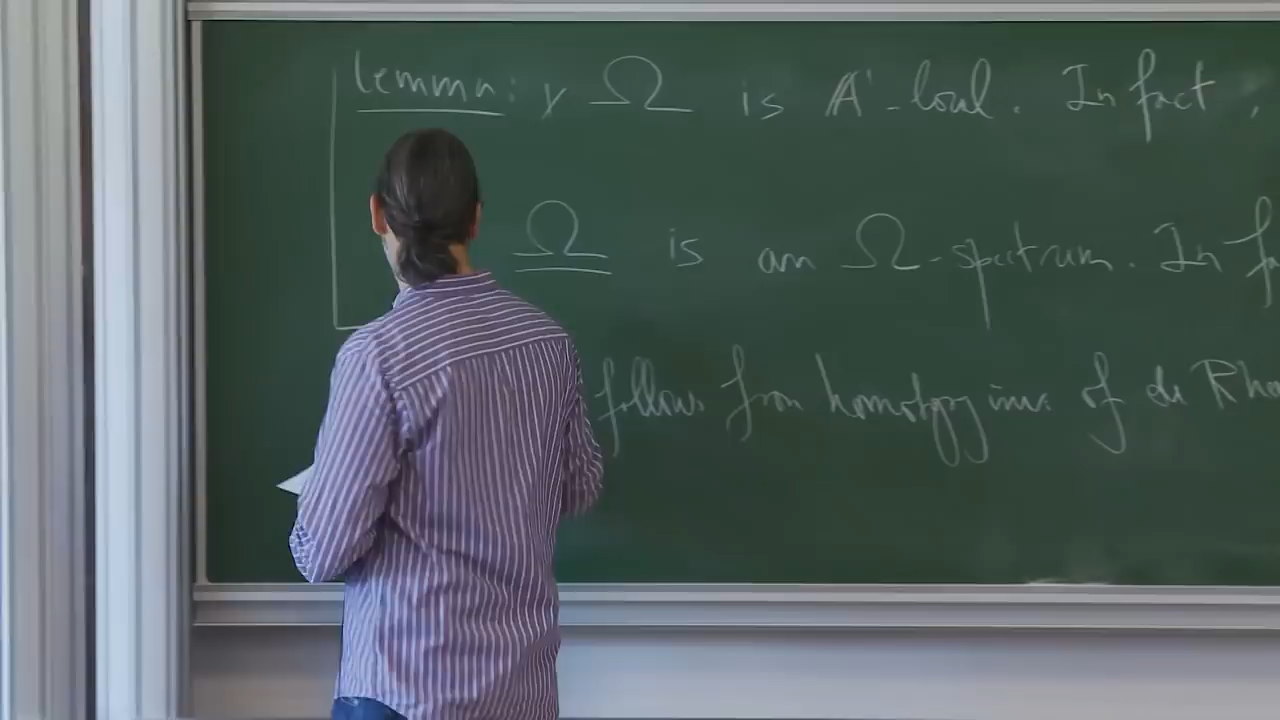 Lemma: γ Ω is A¹-local. In fact,
Ω is an Ω-spectrum. In fa
follows from homotopy inv. of de Rha